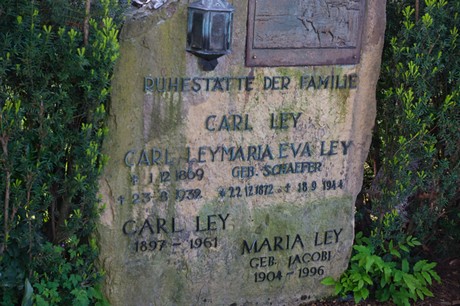 RUHESTÄTTE DER FAMILIE
CARL LEY
CARL LEY
* 1.12.1869
† 23.8.1939
MARIA EVA LEY
GEB. SCHAEFER
* 22.12.1872 † 18.9.1944
CARL LEY
1897 - 1961
MARIA LEY
GEB. JACOBI
1904 - 1996